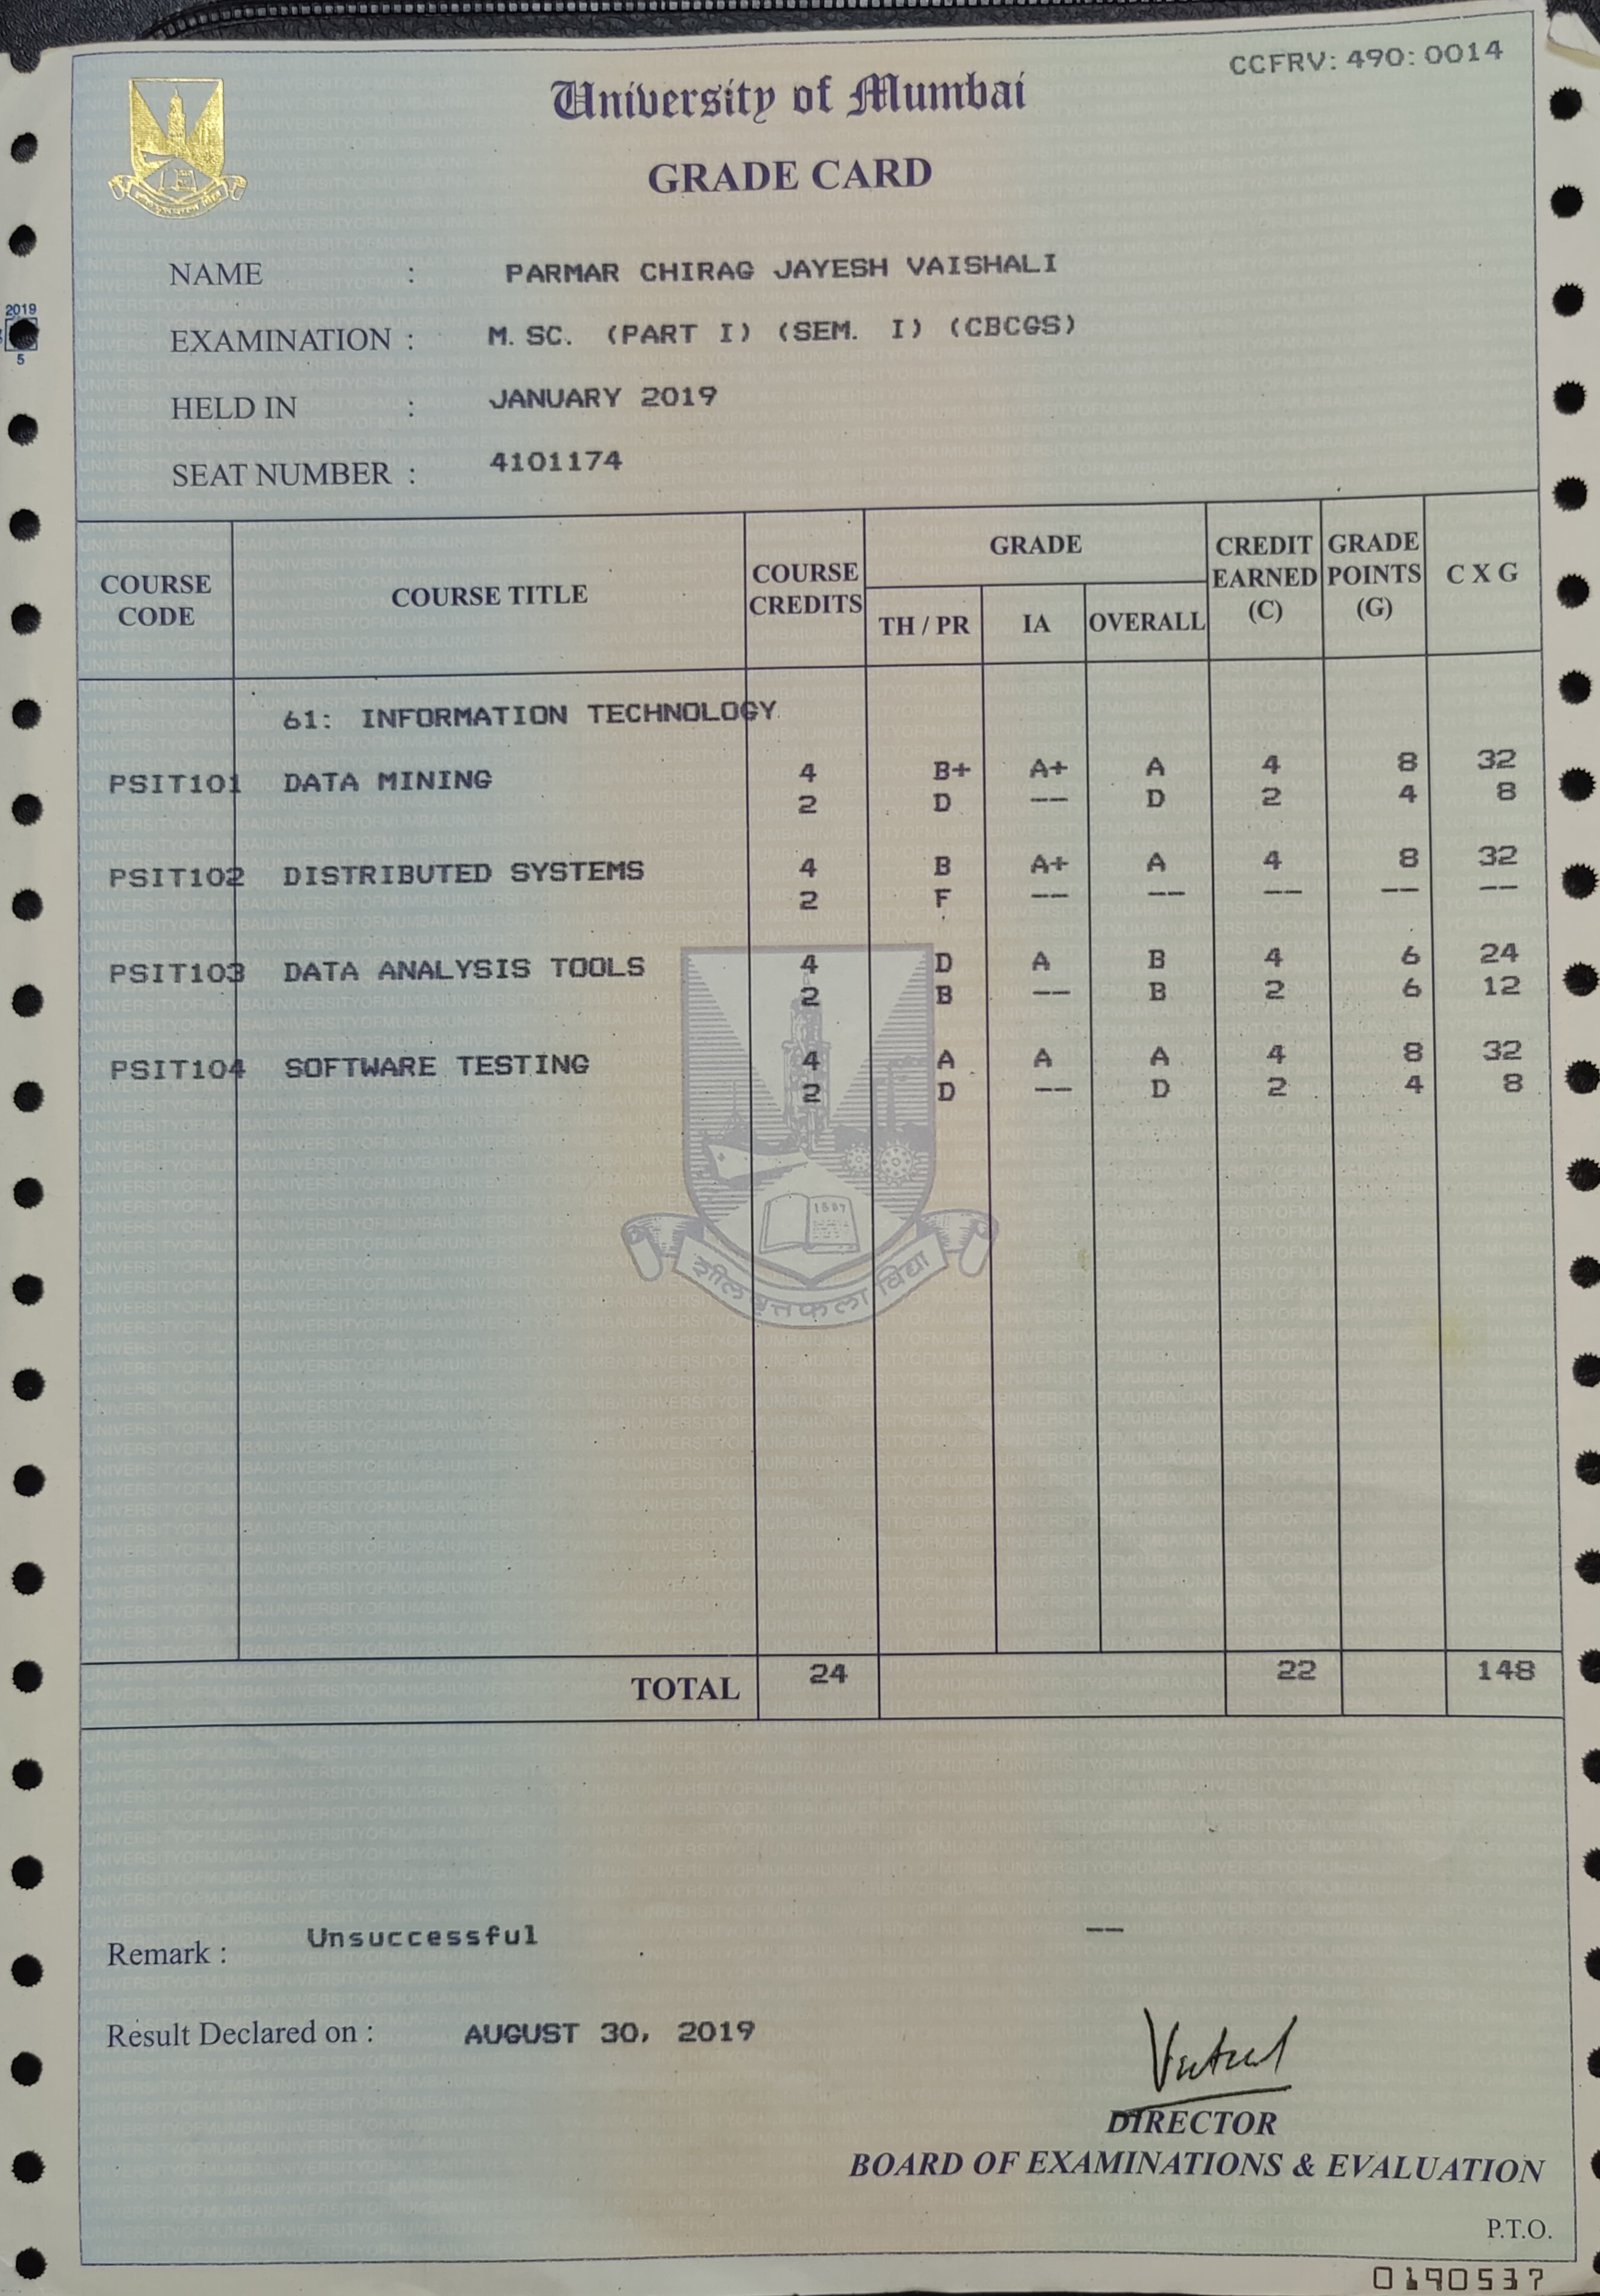 CCFRV: 490: 0014
University of Mumbai
GRADE CARD
NAME : PARMAR CHIRAG JAYESH VAISHALI
EXAMINATION : M. SC. (PART I) (SEM. I) (CBCGS)
2019
5
HELD IN : JANUARY 2019
SEAT NUMBER : 4101174
COURSE CODE COURSE TITLE COURSE CREDITS GRADE TH / PR IA OVERALL CREDIT EARNED (C) GRADE POINTS (G) C X G
61: INFORMATION TECHNOLOGY
PSIT101 DATA MINING 4 B+ A+ A 4 8 32
2 D -- D 2 4 8
PSIT102 DISTRIBUTED SYSTEMS 4 B A+ A 4 8 32
2 F -- -- -- -- --
PSIT103 DATA ANALYSIS TOOLS 4 D A B 4 6 24
2 B -- B 2 6 12
PSIT104 SOFTWARE TESTING 4 A A A 4 8 32
2 D -- D 2 4 8
शीलवृत्तफला विद्या
TOTAL 24 22 148
Remark : Unsuccessful --
Result Declared on : AUGUST 30, 2019
DIRECTOR
BOARD OF EXAMINATIONS & EVALUATION
P.T.O.
0190537